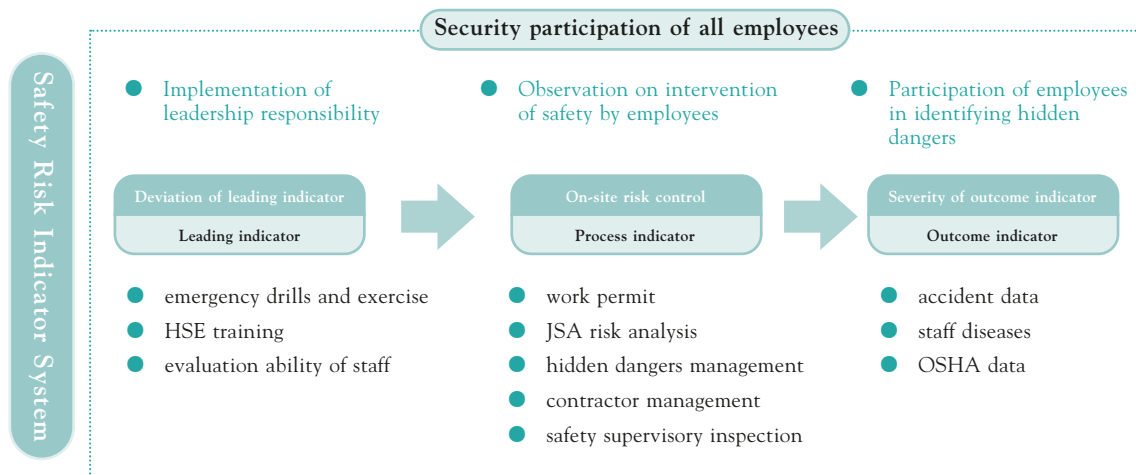 Security participation of all employees
Safety Risk Indicator System
Implementation of
leadership responsibility
Observation on intervention
of safety by employees
Participation of employees
in identifying hidden
dangers
Deviation of leading indicator
Leading indicator
On-site risk control
Process indicator
Severity of outcome indicator
Outcome indicator
emergency drills and exercise
HSE training
evaluation ability of staff
work permit
JSA risk analysis
hidden dangers management
contractor management
safety supervisory inspection
accident data
staff diseases
OSHA data